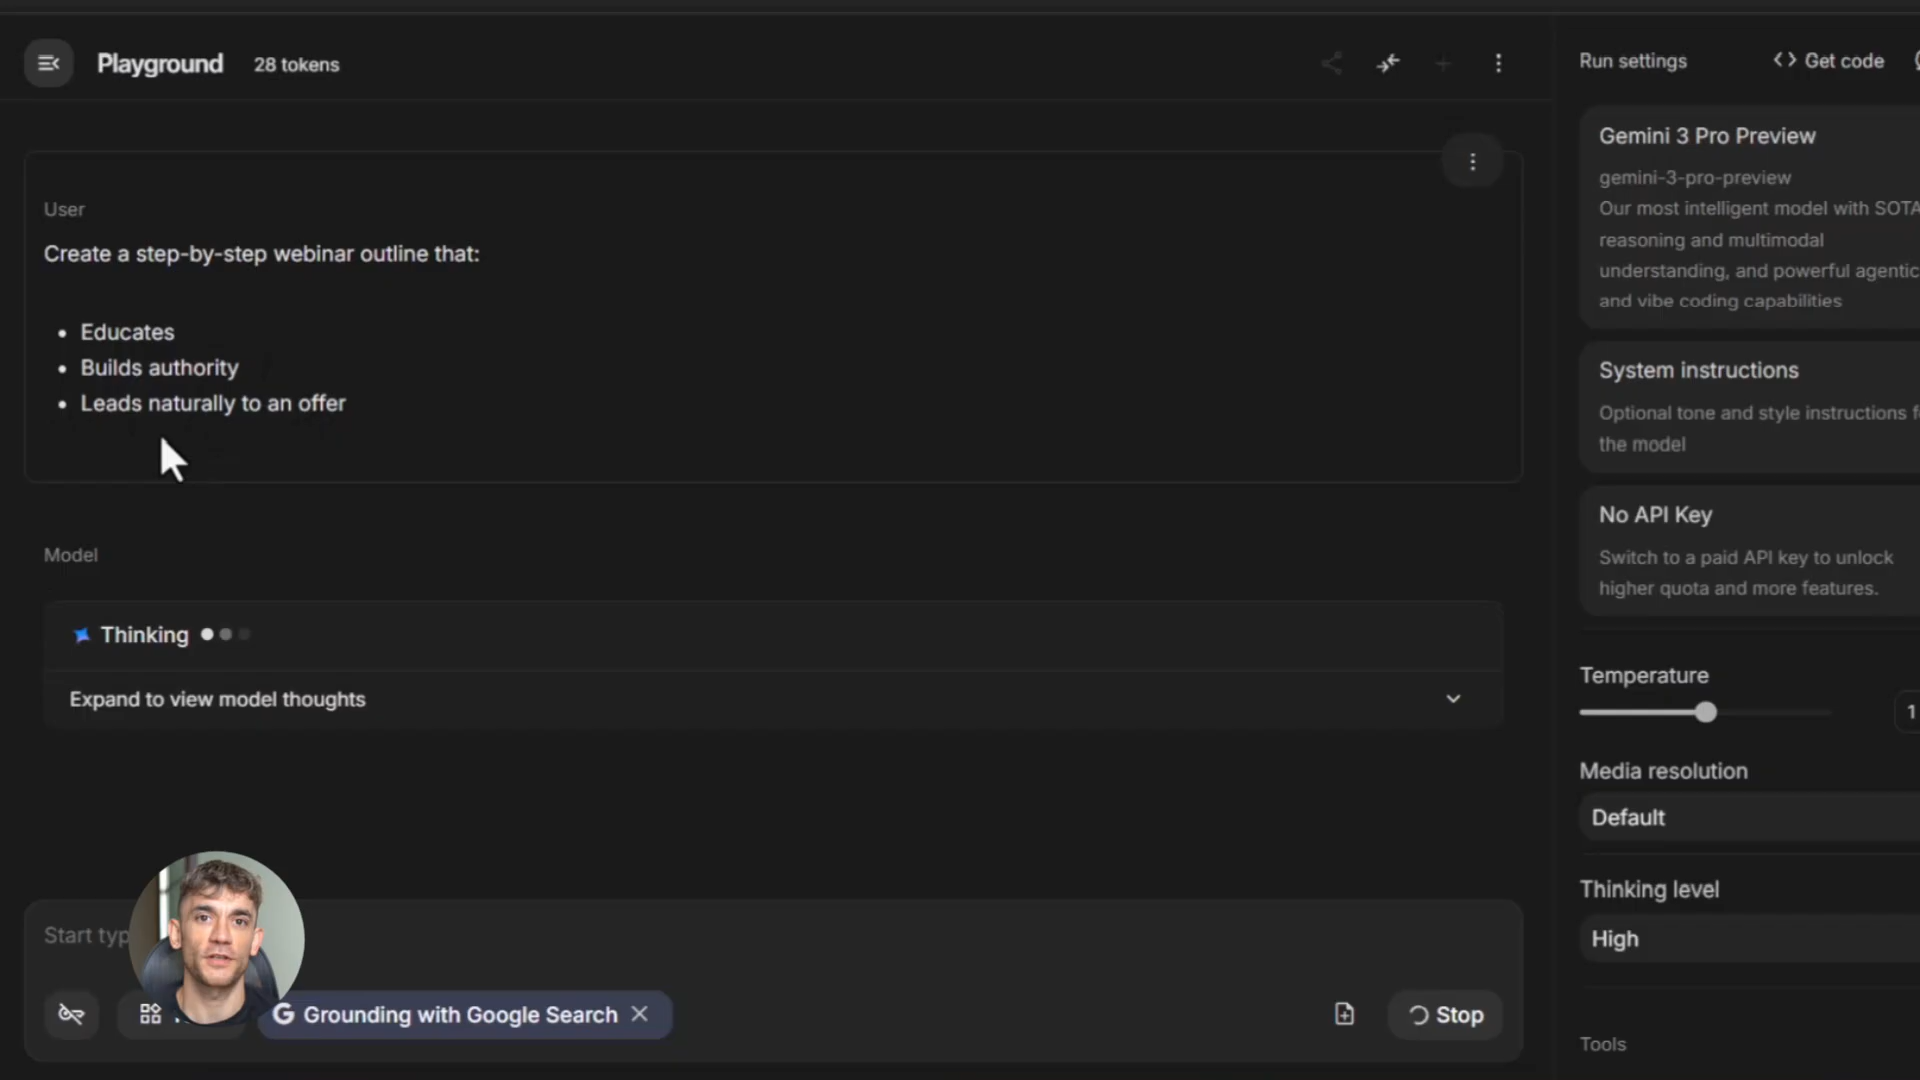 Playground
28 tokens
Run settings
Get code
User
Create a step-by-step webinar outline that:
• Educates
• Builds authority
• Leads naturally to an offer
Model
Thinking
Expand to view model thoughts
Start typ
Grounding with Google Search
Stop
Gemini 3 Pro Preview
gemini-3-pro-preview
Our most intelligent model with SOTA
reasoning and multimodal
understanding, and powerful agentic
and vibe coding capabilities
System instructions
Optional tone and style instructions f
the model
No API Key
Switch to a paid API key to unlock
higher quota and more features.
Temperature
1
Media resolution
Default
Thinking level
High
Tools